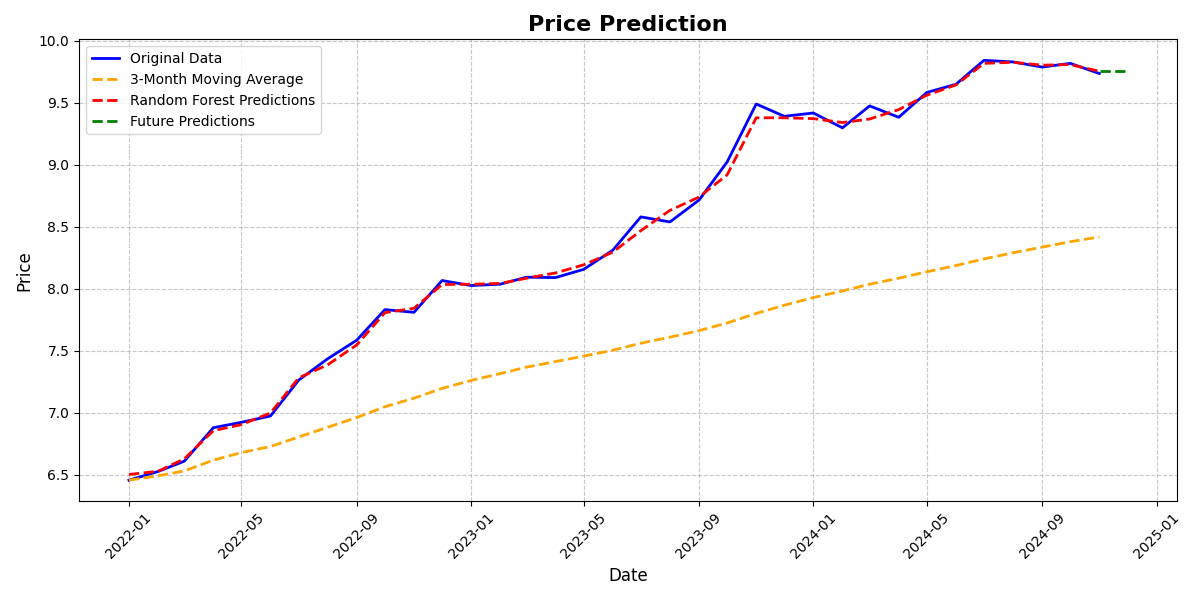 Price Prediction
Original Data
3-Month Moving Average
Random Forest Predictions
Future Predictions
Price
10.0
9.5
9.0
8.5
8.0
7.5
7.0
6.5
2022-01
2022-05
2022-09
2023-01
2023-05
2023-09
2024-01
2024-05
2024-09
2025-01
Date